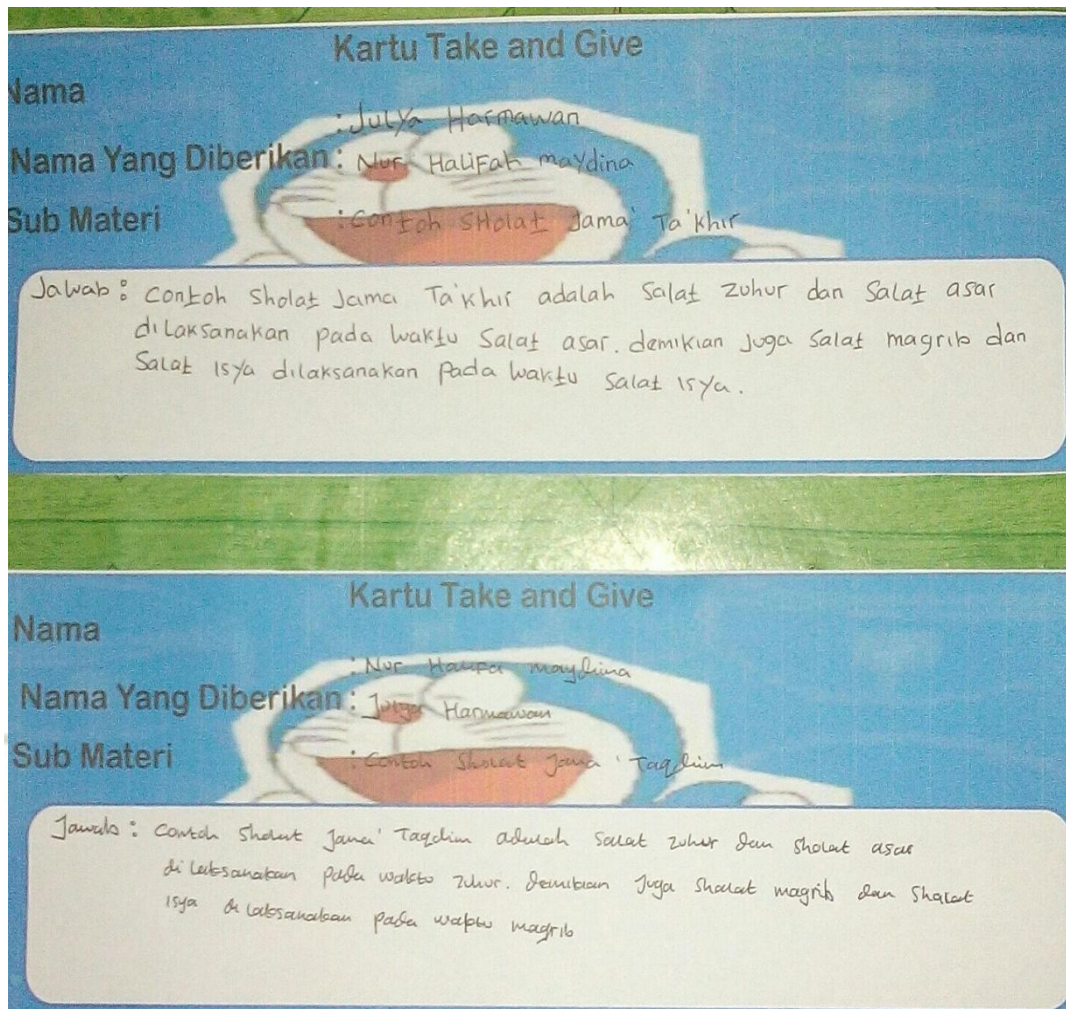 Kartu Take and Give
Nama
: Julya Harmawan
Nama Yang Diberikan : Nur Halifah maydina
Sub Materi : Contoh SHolat Jama' Ta'khir
Jawab : Contoh Sholat Jama Ta'khir adalah Salat Zuhur dan Salat asar
diLaksanakan pada waktu Salat asar. demikian Juga Salat magrib dan
Salat Isya dilaksanakan Pada waktu Salat Isya.
Kartu Take and Give
Nama
: Nur Halifa maydina
Nama Yang Diberikan : Julya Harmawan
Sub Materi : Contoh Sholat Jama' Taqdim
Jawab : Contoh Sholat Jama' Taqdim adalah Salat Zuhur dan Sholat asar
di laksanakan pada waktu Zuhur. Demikian Juga Sholat magrib dan Sholat
Isya di laksanakan pada waktu magrib